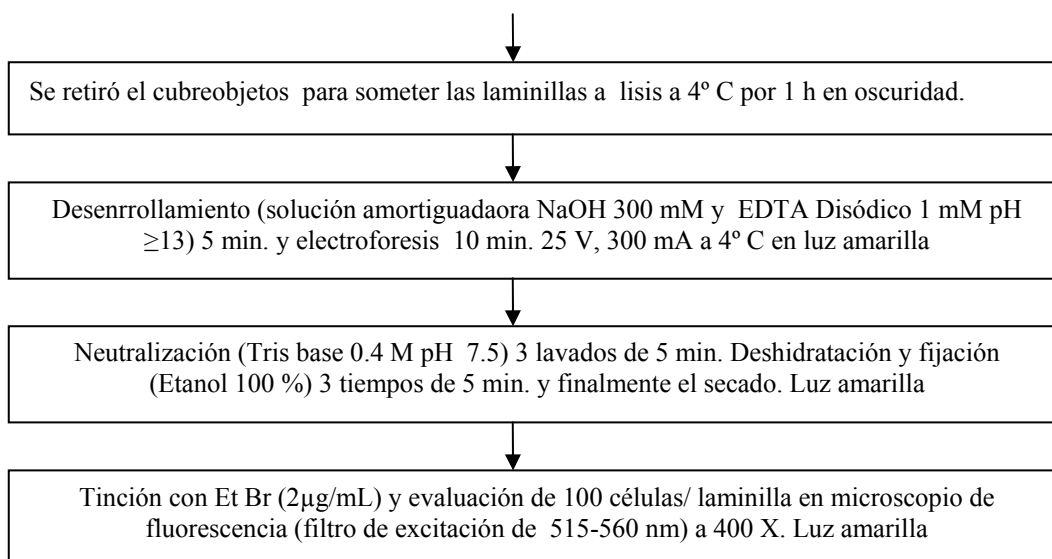 Se retiró el cubreobjetos para someter las laminillas a lisis a 4º C por 1 h en oscuridad.
Desenrrollamiento (solución amortiguadaora NaOH 300 mM y EDTA Disódico 1 mM pH
≥13) 5 min. y electroforesis 10 min. 25 V, 300 mA a 4º C en luz amarilla
Neutralización (Tris base 0.4 M pH 7.5) 3 lavados de 5 min. Deshidratación y fijación
(Etanol 100 %) 3 tiempos de 5 min. y finalmente el secado. Luz amarilla
Tinción con Et Br (2µg/mL) y evaluación de 100 células/ laminilla en microscopio de
fluorescencia (filtro de excitación de 515-560 nm) a 400 X. Luz amarilla